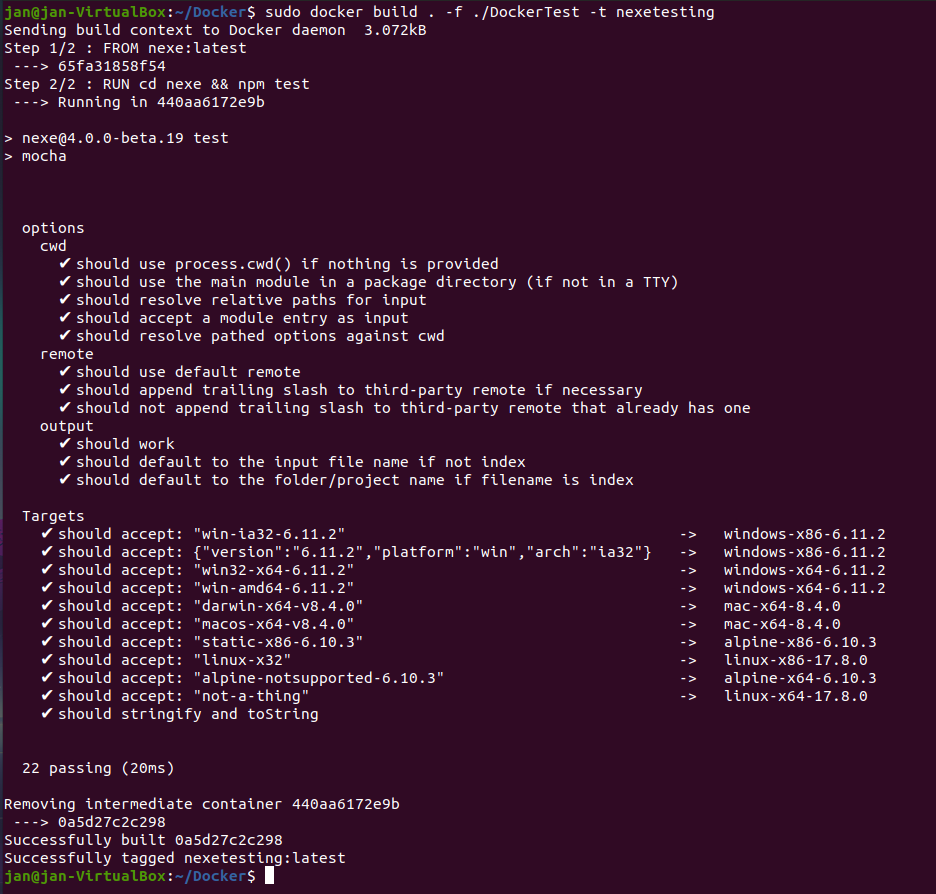 jan@jan-VirtualBox:~/Docker$ sudo docker build . -f ./DockerTest -t nexetesting
Sending build context to Docker daemon  3.072kB
Step 1/2 : FROM nexe:latest
 ---> 65fa31858f54
Step 2/2 : RUN cd nexe && npm test
 ---> Running in 440aa6172e9b

> nexe@4.0.0-beta.19 test
> mocha

  options
    cwd
      ✔ should use process.cwd() if nothing is provided
      ✔ should use the main module in a package directory (if not in a TTY)
      ✔ should resolve relative paths for input
      ✔ should accept a module entry as input
      ✔ should resolve pathed options against cwd
    remote
      ✔ should use default remote
      ✔ should append trailing slash to third-party remote if necessary
      ✔ should not append trailing slash to third-party remote that already has one
    output
      ✔ should work
      ✔ should default to the input file name if not index
      ✔ should default to the folder/project name if filename is index

  Targets
    ✔ should accept: "win-ia32-6.11.2" -> windows-x86-6.11.2
    ✔ should accept: {"version":"6.11.2","platform":"win","arch":"ia32"} -> windows-x86-6.11.2
    ✔ should accept: "win32-x64-6.11.2" -> windows-x64-6.11.2
    ✔ should accept: "win-amd64-6.11.2" -> windows-x64-6.11.2
    ✔ should accept: "darwin-x64-v8.4.0" -> mac-x64-8.4.0
    ✔ should accept: "macos-x64-v8.4.0" -> mac-x64-8.4.0
    ✔ should accept: "static-x86-6.10.3" -> alpine-x86-6.10.3
    ✔ should accept: "linux-x32" -> linux-x86-17.8.0
    ✔ should accept: "alpine-notsupported-6.10.3" -> alpine-x64-6.10.3
    ✔ should accept: "not-a-thing" -> linux-x64-17.8.0
    ✔ should stringify and toString

  22 passing (20ms)

Removing intermediate container 440aa6172e9b
 ---> 0a5d27c2c298
Successfully built 0a5d27c2c298
Successfully tagged nexetesting:latest
jan@jan-VirtualBox:~/Docker$